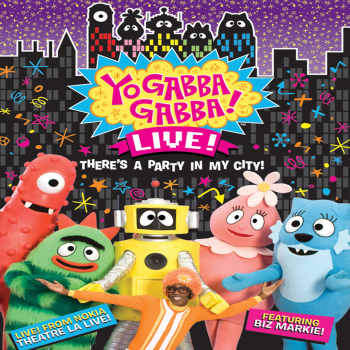 YO GABBA
GABBA!
LIVE!
THERE'S A PARTY IN MY CITY!
LIVE! FROM NOKIA
THEATRE LA LIVE!
FEATURING
BIZ MARKIE!